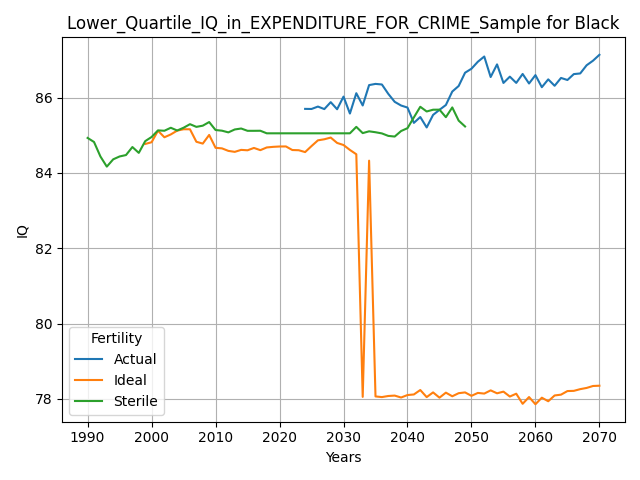 Lower_Quartile_IQ_in_EXPENDITURE_FOR_CRIME_Sample for Black
IQ
86
84
82
80
78
Fertility
Actual
Ideal
Sterile
1990 2000 2010 2020 2030 2040 2050 2060 2070
Years